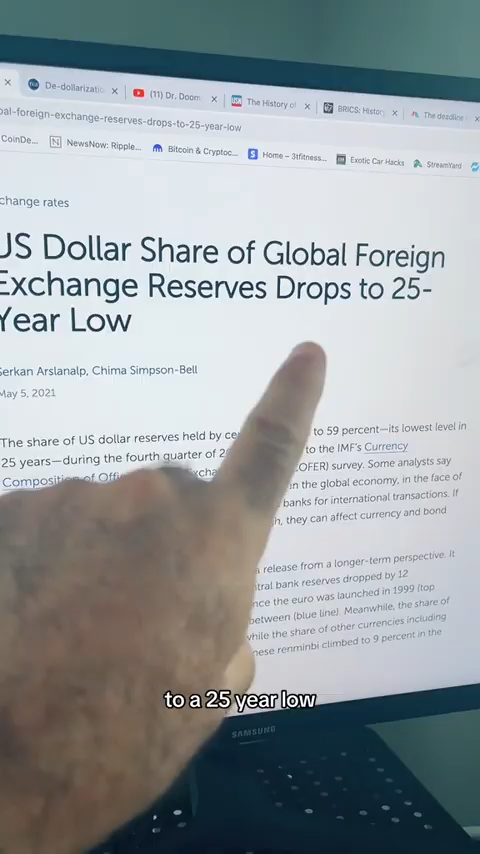 De-dollarizatio
(11) Dr. Doom
The History of
BRICS: History
The deadline
bal-foreign-exchange-reserves-drops-to-25-year-low
CoinDe...
NewsNow: Ripple...
Bitcoin & Cryptoc...
Home – 3tfitness...
Exotic Car Hacks
StreamYard
change rates
US Dollar Share of Global Foreign
Exchange Reserves Drops to 25-
Year Low
Serkan Arslanalp, Chima Simpson-Bell
May 5, 2021
The share of US dollar reserves held by ce to 59 percent—its lowest level in
25 years—during the fourth quarter of 2 to the IMF's Currency
Composition of Offi Excha COFER) survey. Some analysts say
in the global economy, in the face of
banks for international transactions. If
h, they can affect currency and bond
a release from a longer-term perspective. It
ntral bank reserves dropped by 12
nce the euro was launched in 1999 (top
between (blue line). Meanwhile, the share of
while the share of other currencies including
nese renminbi climbed to 9 percent in the
to a 25 year low
SAMSUNG